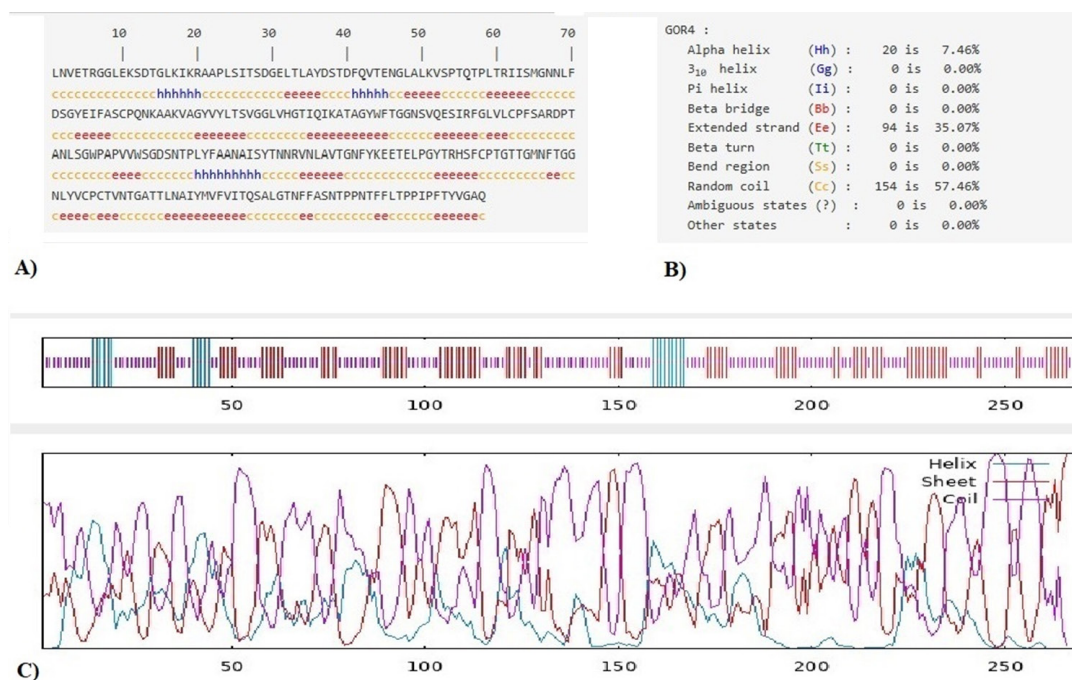 10 20 30 40 50 60 70
| | | | | | |
LNVETRGGLEKSDTGLKIKRAAPLSITSDGELTLAYDSTDFQVTENGLALKVSPTQTPLTRIISMGNNLF
cccccccccccccchhhhhhccccccccccceeeeecccchhhhhcceeeeecccccceeeeeecccccc
DSGYEIFASCPQNKAAKVAGYVYLTSVGGLVHGTIQIKATAGYWFTGGNSVQESIRFGLVLCPFSARDPT
ccceeeeeccccccccccceeeeeeecccccccceeeeeeeeeeecccccceeeeeecceeecccccccc
ANLSGWPAPVVWSGDSNTPLYFAANAISYTNNRVNLAVTGNFYKEETELPGYTRHSFCPTGTTGMNFTGG
cccccccceeeeccccccchhhhhhhhhcccceeeeeeccccccccccccceeeeeeccccccccceecc
NLYVCPCTVNTGATTLNAIYMVFVITQSALGTNFFASNTPPNTFFLTPPIPFTYVGAQ
ceeeeceeecccccceeeeeeeeeeeccccccceecccccccceecccccceeeeeec
A)
GOR4 :
Alpha helix (Hh) : 20 is 7.46%
3₁₀ helix (Gg) : 0 is 0.00%
Pi helix (Ii) : 0 is 0.00%
Beta bridge (Bb) : 0 is 0.00%
Extended strand (Ee) : 94 is 35.07%
Beta turn (Tt) : 0 is 0.00%
Bend region (Ss) : 0 is 0.00%
Random coil (Cc) : 154 is 57.46%
Ambiguous states (?) : 0 is 0.00%
Other states : 0 is 0.00%
B)
50 100 150 200 250
Helix
Sheet
Coil
50 100 150 200 250
C)